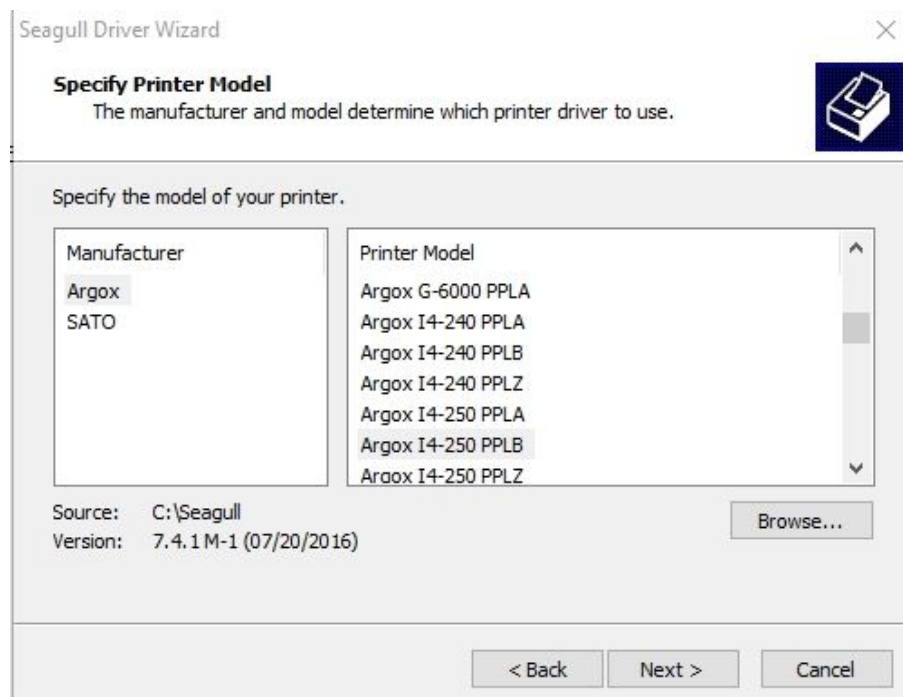 Seagull Driver Wizard
Specify Printer Model
The manufacturer and model determine which printer driver to use.
Specify the model of your printer.
Manufacturer
Argox
SATO
Printer Model
Argox G-6000 PPLA
Argox I4-240 PPLA
Argox I4-240 PPLB
Argox I4-240 PPLZ
Argox I4-250 PPLA
Argox I4-250 PPLB
Argox I4-250 PPLZ
Source: C:\Seagull
Version: 7.4.1 M-1 (07/20/2016)
Browse...
< Back
Next >
Cancel